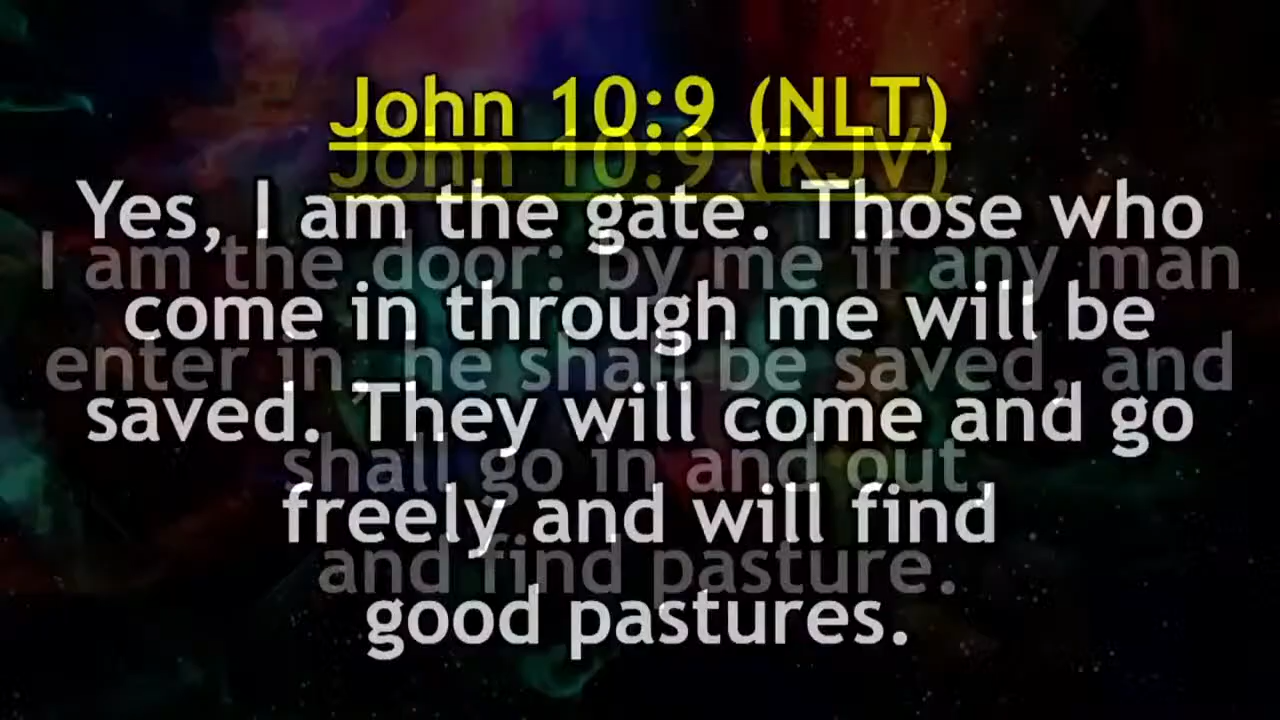 John 10:9 (NLT)
Yes, I am the gate. Those who
come in through me will be
saved. They will come and go
freely and will find
good pastures.
John 10:9 (KJV)
I am the door: by me if any man
enter in, he shall be saved, and
shall go in and out,
and find pasture.